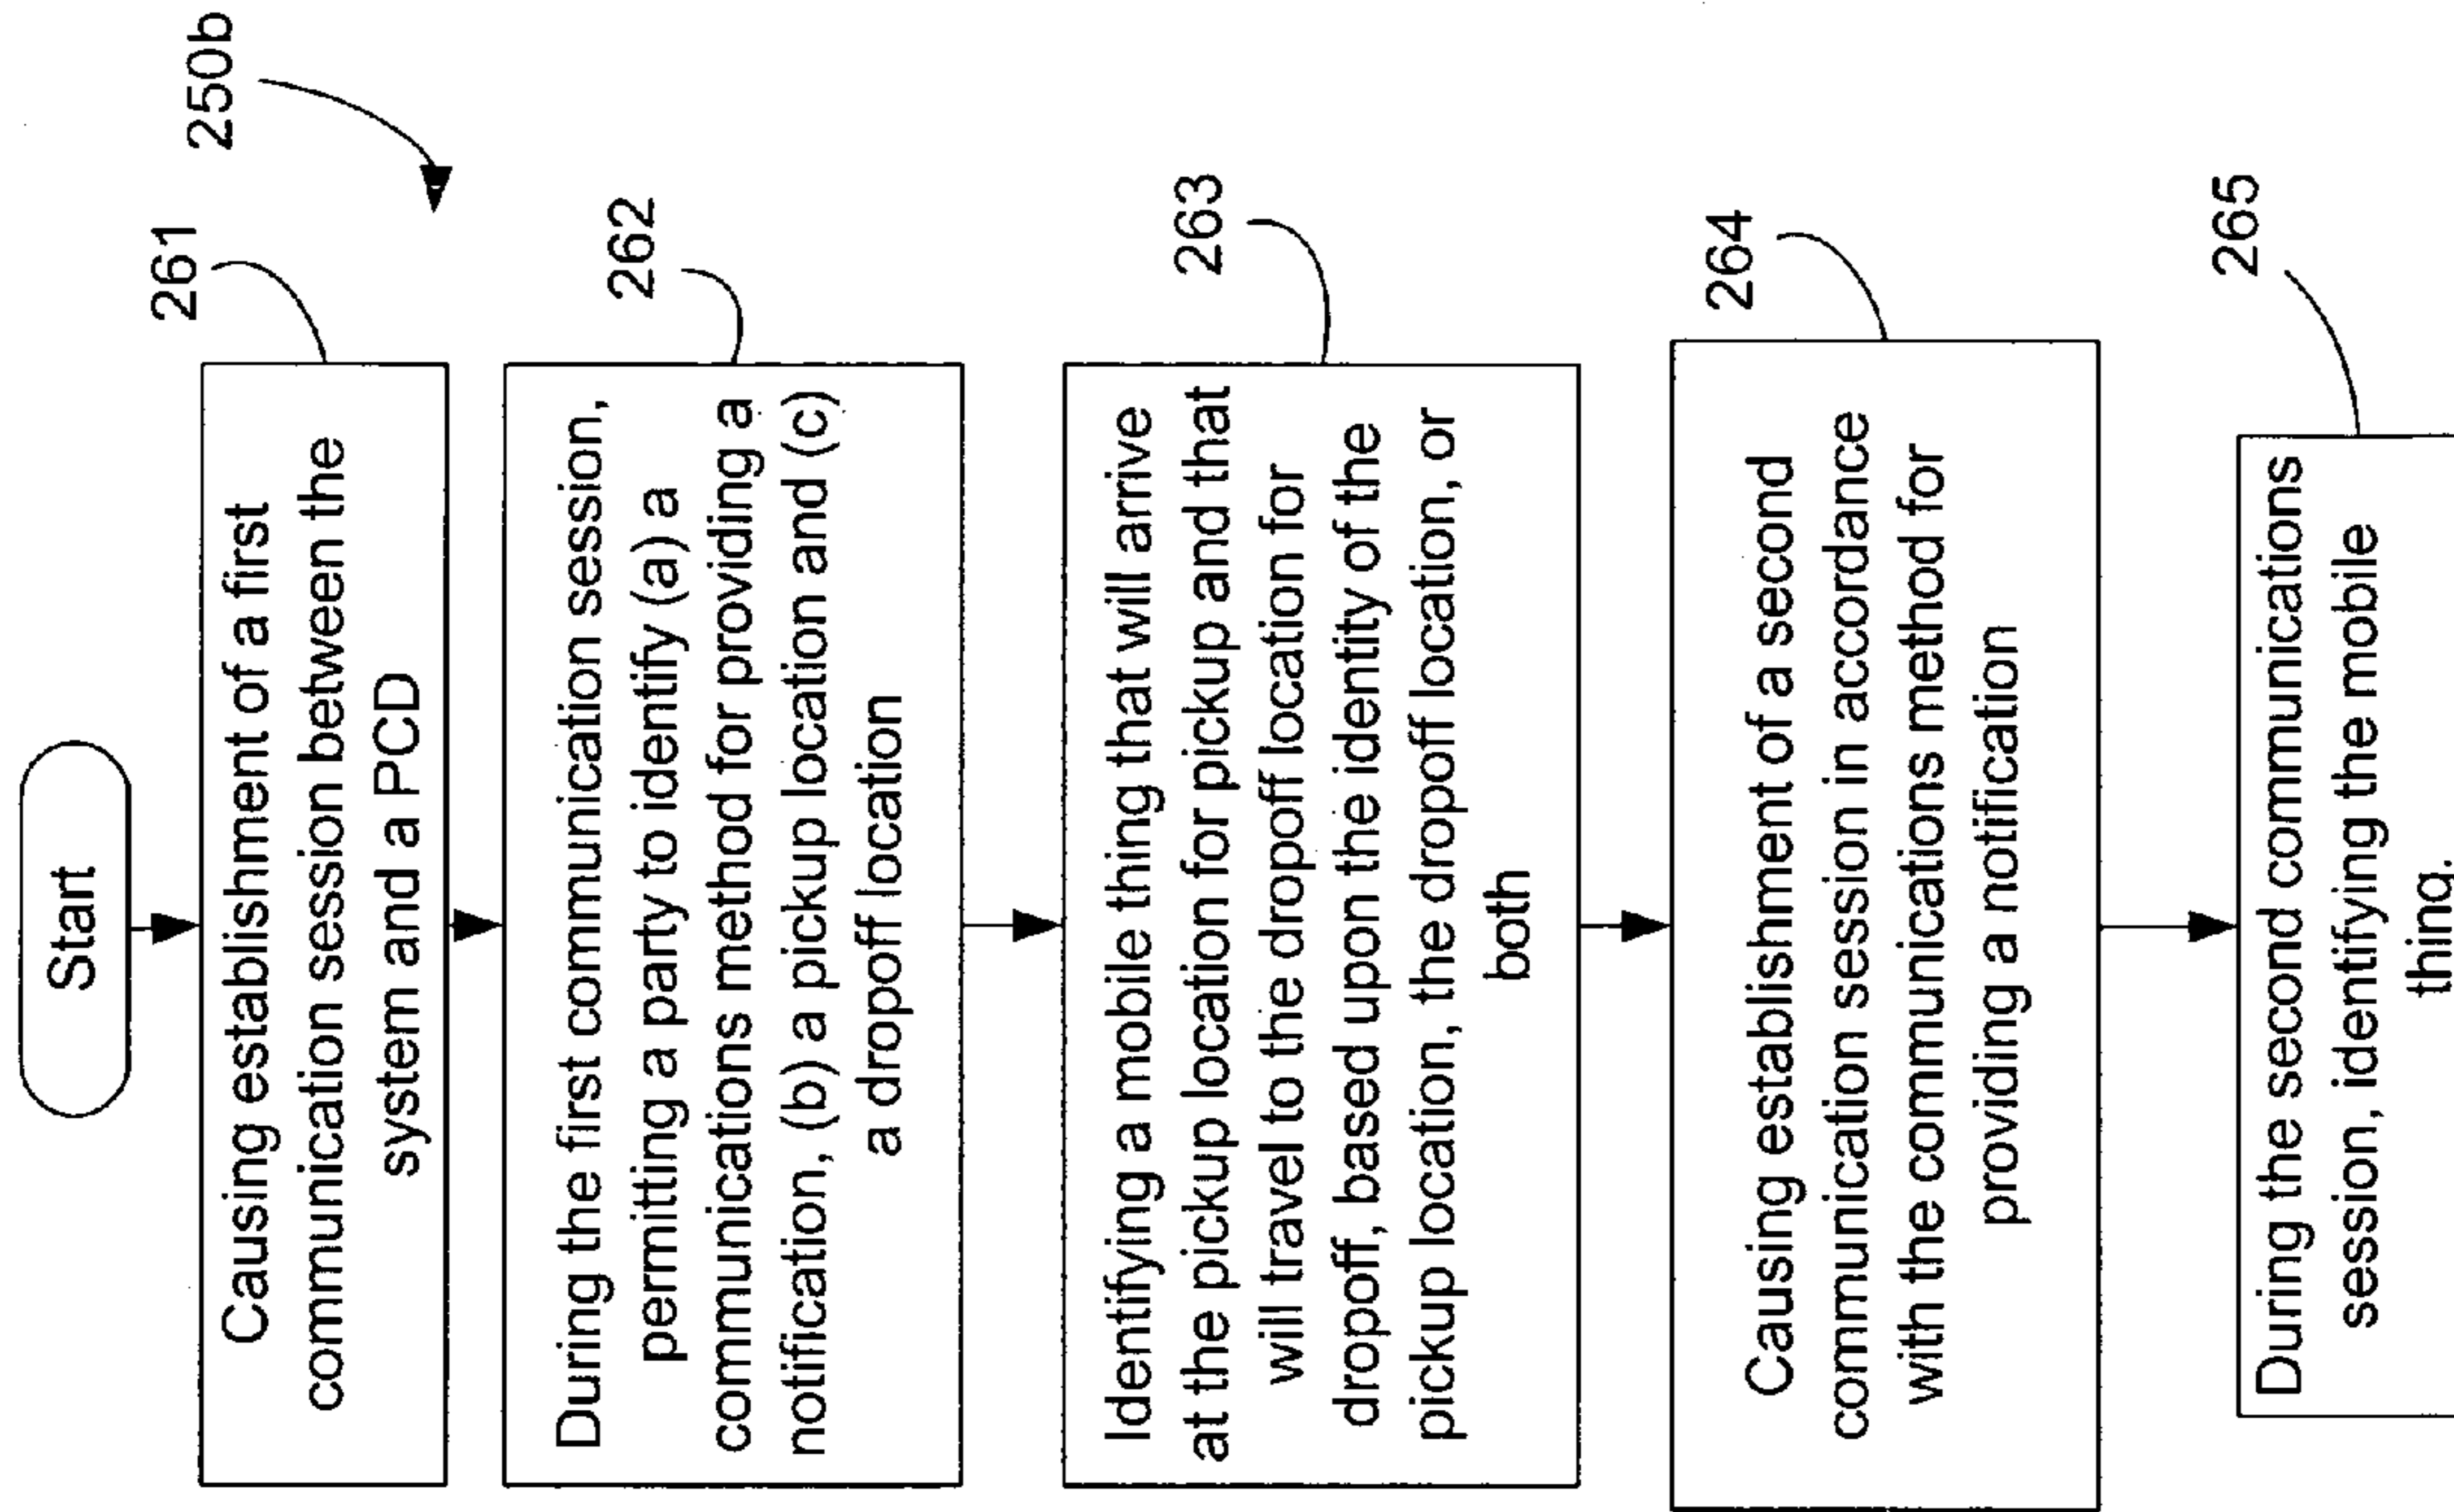 250b
Start
261
Causing establishment of a first
communication session between the
system and a PCD
262
During the first communication session,
permitting a party to identify (a) a
communications method for providing a
notification, (b) a pickup location and (c)
a dropoff location
263
Identifying a mobile thing that will arrive
at the pickup location for pickup and that
will travel to the dropoff location for
dropoff, based upon the identity of the
pickup location, the dropoff location, or
both
264
Causing establishment of a second
communication session in accordance
with the communications method for
providing a notification
265
During the second communications
session, identifying the mobile
thing.